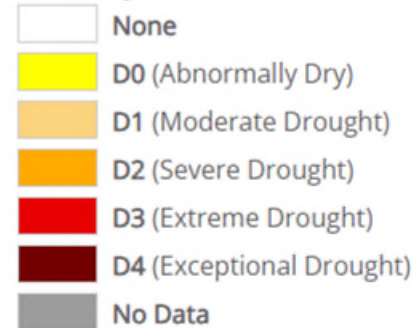 None
D0 (Abnormally Dry)
D1 (Moderate Drought)
D2 (Severe Drought)
D3 (Extreme Drought)
D4 (Exceptional Drought)
No Data